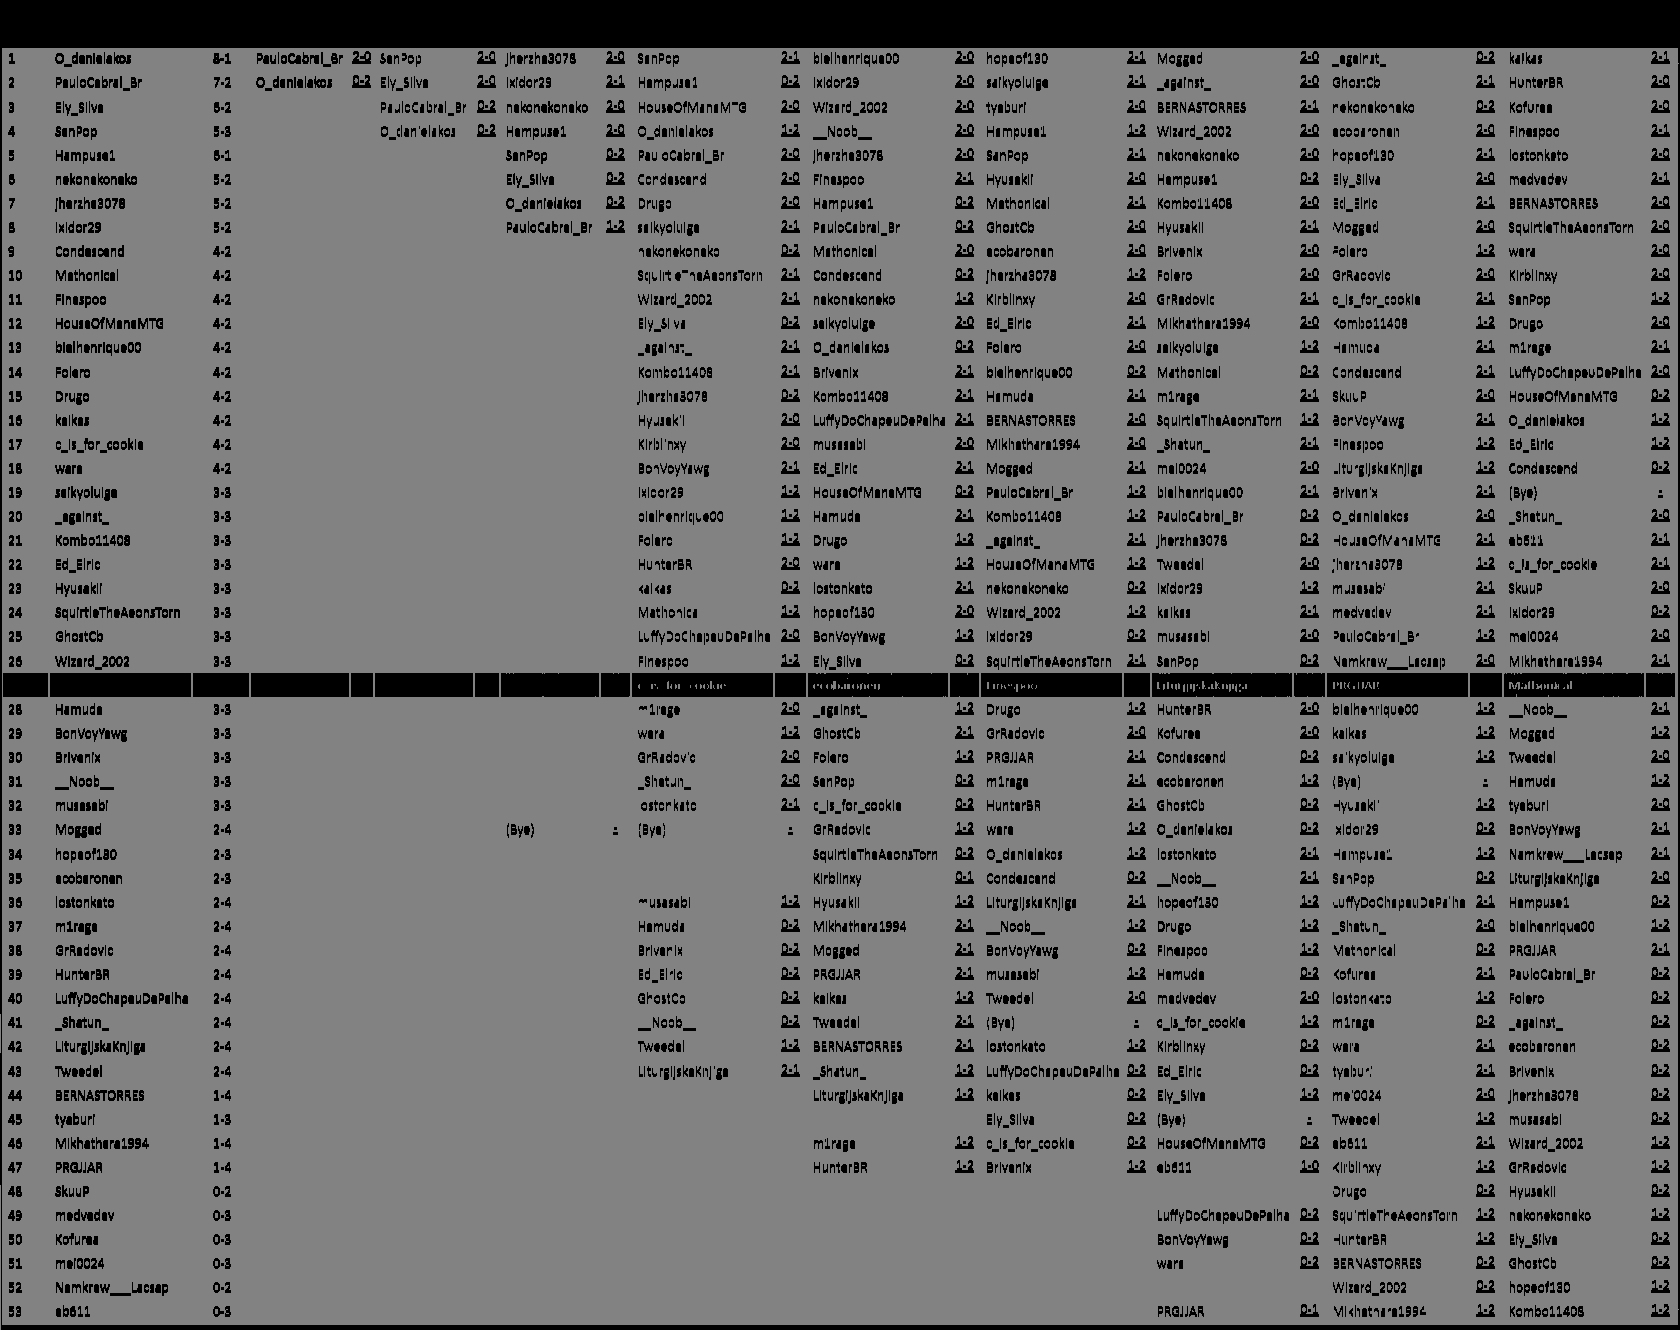 1 O_danielakos 8-1 PauloCabral_Br 2-0 SanPop 2-0 Jherzha3078 2-0 SanPop 2-1 bielhenrique00 2-0 hopeof130 2-1 Mogged 2-1 _against_ 0-2 kaikas 2-1
2 PauloCabral_Br 7-2 O_danielakos 0-2 Ely_Silva 2-0 Ixidor29 2-1 Hampuse1 0-2 Ixidor29 2-0 saikyoluige 2-1 _against_ 2-0 GhostCb 2-1 HunterBR 2-0
3 Ely_Silva 6-2 PauloCabral_Br 0-2 nekonekoneko 2-0 HouseOfManaMTG 2-0 Wizard_2002 2-0 tyaburi 2-0 BERNASTORRES 2-1 nekonekoneko 0-2 Kofurea 2-0
4 SanPop 5-3 O_danielakos 0-2 Hampuse1 2-0 O_danielakos 1-2 __Noob__ 2-0 Hampuse1 1-2 Wizard_2002 2-0 ecobaronen 2-0 Finespoo 2-1
5 Hampuse1 6-1 SanPop 0-2 PauloCabral_Br 2-0 Jherzha3078 2-0 SanPop 2-1 nekonekoneko 2-0 hopeof130 2-1 lostonkato 2-0
6 nekonekoneko 5-2 Ely_Silva 0-2 Condescend 2-0 Finespoo 2-1 Hyusakii 2-1 Hampuse1 0-2 Ely_Silva 2-0 medvedev 2-1
7 Jherzha3078 5-2 O_danielakos 0-2 Drugo 2-0 Hampuse1 0-2 Mathonical 2-1 Kombo11408 2-1 Ed_Elric 2-1 BERNASTORRES 2-0
8 Ixidor29 5-2 PauloCabral_Br 1-2 saikyoluige 2-1 PauloCabral_Br 0-2 GhostCb 2-0 Hyusakii 2-1 Mogged 2-0 SquirtleTheAeonsTorn 2-0
9 Condescend 4-2 nekonekoneko 0-2 Mathonical 2-1 ecobaronen 2-0 Brivenix 2-0 Folero 2-0 wara 1-2
10 Mathonical 4-2 SquirtleTheAeonsTorn 2-1 Condescend 0-2 Jherzha3078 1-2 Folero 2-0 GrRadovic 2-0 Kirblinxy 2-0
11 Finespoo 4-2 Wizard_2002 2-1 nekonekoneko 1-2 Kirblinxy 2-0 GrRadovic 2-1 c_is_for_cookie 2-1 SanPop 1-2
12 HouseOfManaMTG 4-2 Ely_Silva 0-2 saikyoluige 2-0 Ed_Elric 2-1 Mikhathara1994 2-0 Kombo11408 1-2 Drugo 2-0
13 bielhenrique00 4-2 _against_ 2-1 O_danielakos 0-2 Folero 2-1 saikyoluige 1-2 Hamuda 2-1 m1rage 2-1
14 Folero 4-2 Kombo11408 2-1 Brivenix 2-1 bielhenrique00 1-2 Mathonical 0-2 Condescend 0-2 LuffyDoChapeuDePalha 2-0
15 Drugo 4-2 Jherzha3078 0-2 Kombo11408 2-1 Hamuda 2-1 m1rage 2-1 SkuuP 2-0 HouseOfManaMTG 0-2
16 kaikas 4-2 Hyusakii 2-0 LuffyDoChapeuDePalha 2-1 BERNASTORRES 2-0 SquirtleTheAeonsTorn 1-2 BonVoyYawg 2-1 O_danielakos 1-2
17 c_is_for_cookie 4-2 Kirblinxy 2-0 musasabi 2-0 Mikhathara1994 2-0 _Shatun_ 2-1 Finespoo 1-2 Ed_Elric 1-2
18 wara 4-2 BonVoyYawg 2-1 Ed_Elric 2-1 Mogged 2-1 mei0024 2-0 LiturgijskaKnjiga 1-2 Condescend 2-1
19 saikyoluige 3-3 Ixidor29 1-2 HouseOfManaMTG 0-2 PauloCabral_Br 1-2 bielhenrique00 2-1 Brivenix 2-1 (Bye) -
20 _against_ 3-3 bielhenrique00 1-2 Hamuda 2-1 Kombo11408 1-2 PauloCabral_Br 0-2 O_danielakos 2-0 _Shatun_ 2-0
21 Kombo11408 3-3 Folero 1-2 Drugo 1-2 _against_ 2-1 Jherzha3078 0-2 HouseOfManaMTG 2-1 ab611 2-1
22 Ed_Elric 3-3 HunterBR 2-0 wara 1-2 HouseOfManaMTG 1-2 Tweedel 2-0 Jherzha3078 1-2 c_is_for_cookie 2-1
23 Hyusakii 3-3 kaikas 0-2 lostonkato 2-1 nekonekoneko 0-2 Ixidor29 1-2 musasabi 2-1 SkuuP 2-0
24 SquirtleTheAeonsTorn 3-3 Mathonical 1-2 hopeof130 2-0 Wizard_2002 1-2 kaikas 2-1 medvedev 2-1 Ixidor29 0-2
25 GhostCb 3-3 LuffyDoChapeuDePalha 2-0 BonVoyYawg 1-2 Ixidor29 0-2 musasabi 2-0 PauloCabral_Br 1-2 mei0024 2-0
26 Wizard_2002 3-3 Finespoo 1-2 Ely_Silva 0-2 SquirtleTheAeonsTorn 2-1 SanPop 0-2 Namkraw___Lacsap 2-0 Mikhathara1994 2-1
c_is_for_cookie ecobaronen Finespoo Liturgijskaknjiga PRGJJAR Mathonical
28 Hamuda 3-3 m1rage 2-0 _against_ 1-2 Drugo 1-2 HunterBR 2-0 bielhenrique00 1-2 __Noob__ 2-1
29 BonVoyYawg 3-3 wara 1-2 GhostCb 2-1 GrRadovic 2-0 Kofurea 2-0 kaikas 1-2 Mogged 1-2
30 Brivenix 3-3 GrRadovic 2-0 Folero 1-2 PRGJJAR 2-1 Condescend 0-2 saikyoluige 1-2 Tweedel 2-0
31 __Noob__ 3-3 _Shatun_ 2-0 SanPop 0-2 m1rage 2-1 ecobaronen 1-2 (Bye) - Hamuda 1-2
32 musasabi 3-3 lostonkato 2-1 c_is_for_cookie 0-2 HunterBR 2-1 GhostCb 0-2 Hyusakii 1-2 tyaburi 2-0
33 Mogged 2-4 (Bye) - (Bye) - GrRadovic 1-2 wara 1-2 O_danielakos 0-2 Ixidor29 0-2 BonVoyYawg 2-1
34 hopeof130 2-3 SquirtleTheAeonsTorn 0-2 O_danielakos 1-2 lostonkato 2-1 Hampuse1 1-2 Namkraw___Lacsap 2-1
35 ecobaronen 2-3 Kirblinxy 0-1 Condescend 0-2 __Noob__ 2-1 SanPop 0-2 LiturgijskaKnjiga 2-0
36 lostonkato 2-4 musasabi 1-2 Hyusakii 1-2 LiturgijskaKnjiga 2-1 hopeof130 1-2 LuffyDoChapeuDePalha 2-1 Hampuse1 0-2
37 m1rage 2-4 Hamuda 0-2 Mikhathara1994 2-1 __Noob__ 1-2 Drugo 1-2 _Shatun_ 2-0 bielhenrique00 1-2
38 GrRadovic 2-4 Brivenix 0-2 Mogged 2-1 BonVoyYawg 0-2 Finespoo 1-2 Mathonical 0-2 PRGJJAR 2-1
39 HunterBR 2-4 Ed_Elric 0-2 PRGJJAR 2-1 musasabi 1-2 Hamuda 0-2 Kofurea 2-1 PauloCabral_Br 0-2
40 LuffyDoChapeuDePalha 2-4 GhostCb 0-2 kaikas 1-2 Tweedel 2-0 medvedev 2-0 lostonkato 1-2 Folero 0-2
41 _Shatun_ 2-4 __Noob__ 0-2 Tweedel 2-1 (Bye) - c_is_for_cookie 1-2 m1rage 0-2 _against_ 0-2
42 LiturgijskaKnjiga 2-4 Tweedel 1-2 BERNASTORRES 2-1 lostonkato 1-2 Kirblinxy 0-2 wara 2-1 ecobaronen 0-2
43 Tweedel 2-4 LiturgijskaKnjiga 2-1 _Shatun_ 1-2 LuffyDoChapeuDePalha 0-2 Ed_Elric 0-2 tyaburi 2-1 Brivenix 0-2
44 BERNASTORRES 1-4 LiturgijskaKnjiga 1-2 kaikas 0-2 Ely_Silva 1-2 mei0024 2-0 Jherzha3078 0-2
45 tyaburi 1-3 Ely_Silva 0-2 (Bye) - Tweedel 1-2 musasabi 0-2
46 Mikhathara1994 1-4 m1rage 1-2 c_is_for_cookie 0-2 HouseOfManaMTG 0-2 ab611 2-1 Wizard_2002 1-2
47 PRGJJAR 1-4 HunterBR 1-2 Brivenix 1-2 ab611 1-0 Kirblinxy 1-2 GrRadovic 1-2
48 SkuuP 0-2 Drugo 0-2 Hyusakii 0-2
49 medvedev 0-3 LuffyDoChapeuDePalha 0-2 SquirtleTheAeonsTorn 1-2 nekonekoneko 1-2
50 Kofurea 0-3 BonVoyYawg 0-2 HunterBR 1-2 Ely_Silva 0-2
51 mei0024 0-3 wara 0-2 BERNASTORRES 0-2 GhostCb 0-2
52 Namkraw___Lacsap 0-2 Wizard_2002 0-2 hopeof130 1-2
53 ab611 0-3 PRGJJAR 0-1 Mikhathara1994 1-2 Kombo11408 1-2